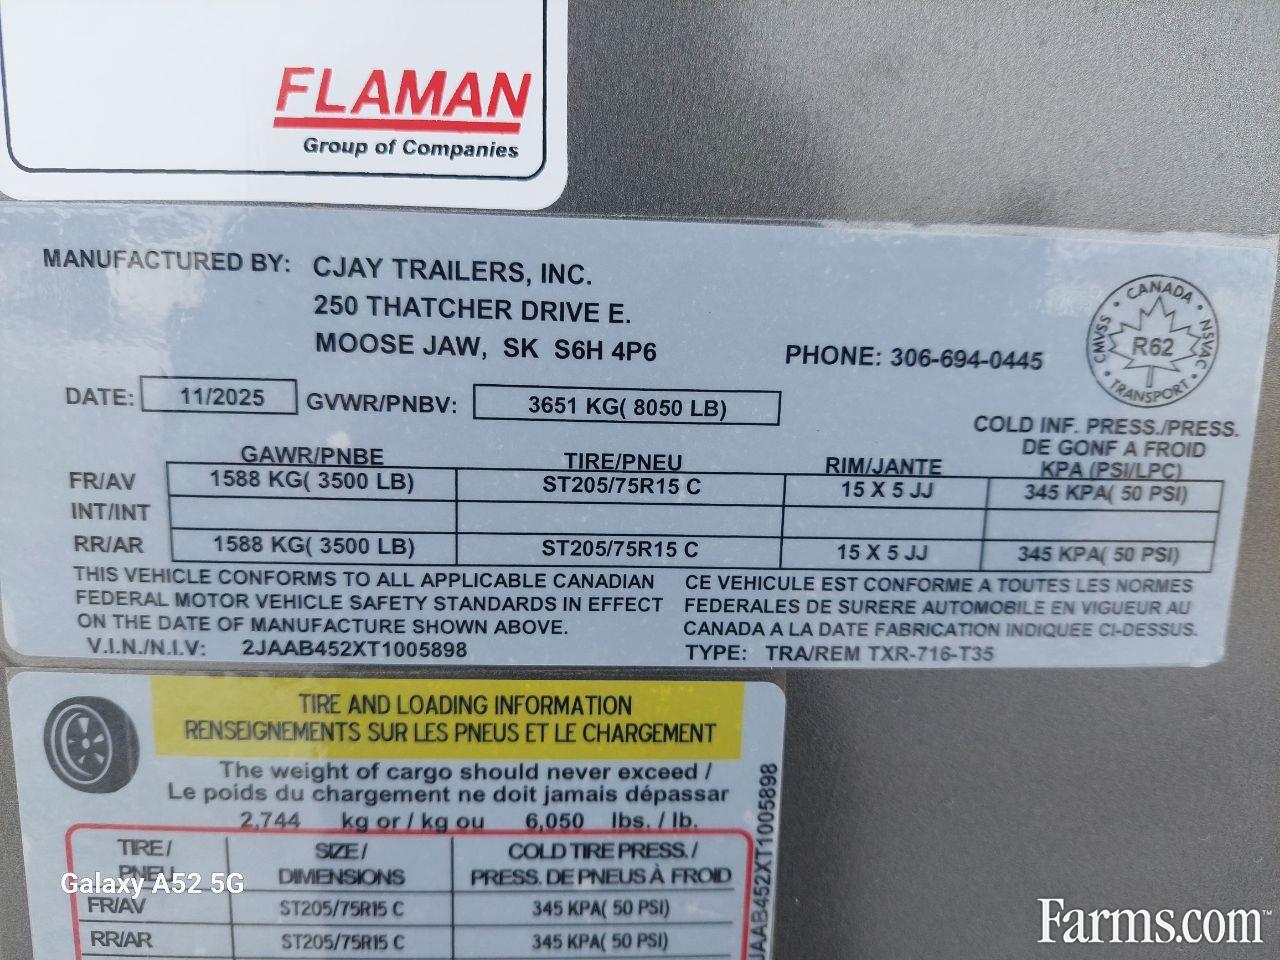 FLAMAN
Group of Companies
MANUFACTURED BY: CJAY TRAILERS, INC.
250 THATCHER DRIVE E.
MOOSE JAW, SK S6H 4P6
PHONE: 306-694-0445
CANADA
CMVSS R62 NSVAC
TRANSPORT
DATE: 11/2025 GVWR/PNBV: 3651 KG( 8050 LB)
COLD INF. PRESS./PRESS.
DE GONF A FROID
GAWR/PNBE TIRE/PNEU RIM/JANTE KPA (PSI/LPC)
FR/AV 1588 KG( 3500 LB) ST205/75R15 C 15 X 5 JJ 345 KPA( 50 PSI)
INT/INT
RR/AR 1588 KG( 3500 LB) ST205/75R15 C 15 X 5 JJ 345 KPA( 50 PSI)
THIS VEHICLE CONFORMS TO ALL APPLICABLE CANADIAN
FEDERAL MOTOR VEHICLE SAFETY STANDARDS IN EFFECT
ON THE DATE OF MANUFACTURE SHOWN ABOVE.
CE VEHICULE EST CONFORME A TOUTES LES NORMES
FEDERALES DE SURERE AUTOMOBILE EN VIGUEUR AU
CANADA A LA DATE FABRICATION INDIQUEE CI-DESSUS.
V.I.N./N.I.V: 2JAAB452XT1005898
TYPE: TRA/REM TXR-716-T35
TIRE AND LOADING INFORMATION
RENSEIGNEMENTS SUR LES PNEUS ET LE CHARGEMENT
The weight of cargo should never exceed /
Le poids du chargement ne doit jamais dépassar
2,744 kg or / kg ou 6,050 lbs. / lb.
TIRE/ SIZE/ COLD TIRE PRESS./
PNEU DIMENSIONS PRESS. DE PNEUS À FROID
FR/AV ST205/75R15 C 345 KPA( 50 PSI)
RR/AR ST205/75R15 C 345 KPA( 50 PSI)
JAAB452XT1005898
Galaxy A52 5G
Farms.com™